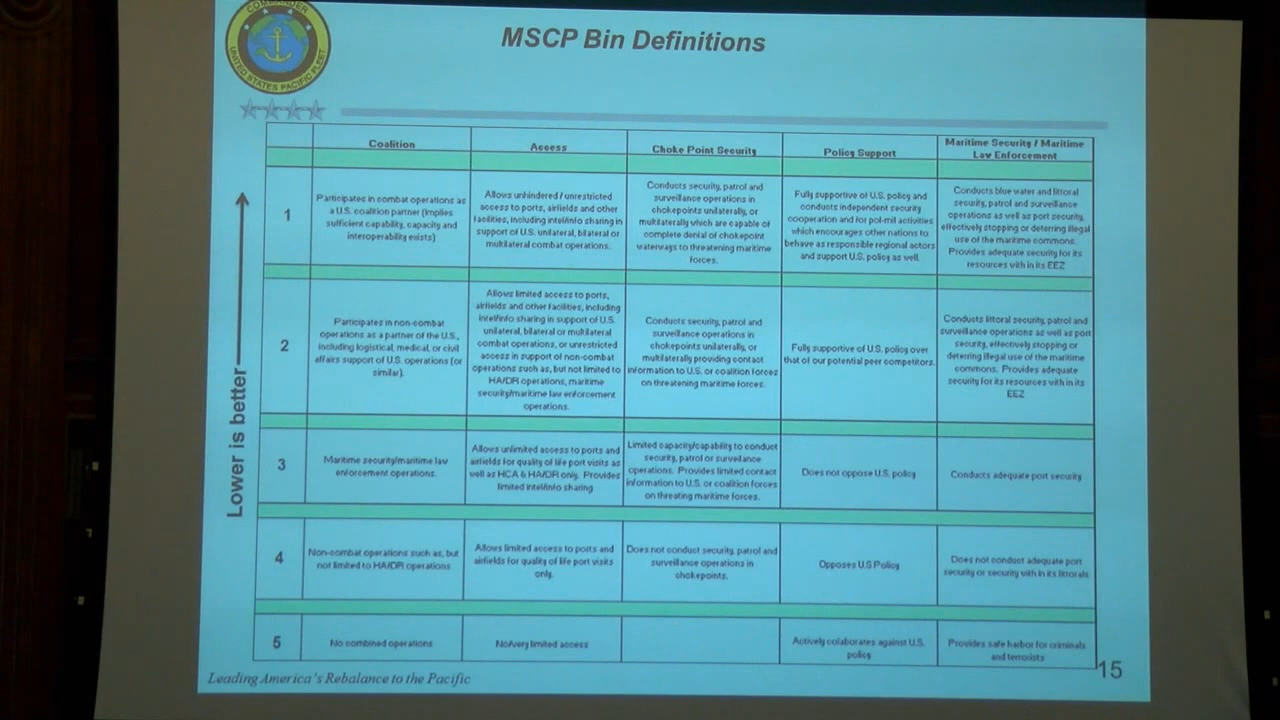 COMMANDER
UNITED STATES PACIFIC FLEET
MSCP Bin Definitions
Coalition
Access
Choke Point Security
Policy Support
Maritime Security / Maritime
Law Enforcement
Lower is better
1
Participates in combat operations as
a U.S. coalition partner (Implies
sufficient capability, capacity and
interoperability exists)
Allows unhindered / unrestricted
access to ports, airfields and other
facilities, including intel/info sharing in
support of U.S. unilateral, bilateral or
multilateral combat operations.
Conducts security, patrol and
surveillance operations in
chokepoints unilaterally, or
multilaterally which are capable of
complete denial of chokepoint
waterways to threatening maritime
forces.
Fully supportive of U.S. policy and
conducts independent security
cooperation and /or pol-mil activities
which encourages other nations to
behave as responsible regional actors
and support U.S. policy as well.
Conducts blue water and littoral
security, patrol and surveillance
operations as well as port security,
effectively stopping or deterring illegal
use of the maritime commons.
Provides adequate security for its
resources with in its EEZ
2
Participates in non-combat
operations as a partner of the U.S.,
including logistical, medical, or civil
affairs support of U.S. operations (or
similar).
Allows limited access to ports,
airfields and other facilities, including
intel/info sharing in support of U.S.
unilateral, bilateral or multilateral
combat operations, or unrestricted
access in support of non-combat
operations such as, but not limited to
HA/DR operations, maritime
security/maritime law enforcement
operations.
Conducts security, patrol and
surveillance operations in
chokepoints unilaterally, or
multilaterally providing contact
information to U.S. or coalition forces
on threatening maritime forces.
Fully supportive of U.S. policy over
that of our potential peer competitors.
Conducts littoral security, patrol and
surveillance operations as well as port
security, effectively stopping or
deterring illegal use of the maritime
commons. Provides adequate
security for its resources with in its
EEZ
3
Maritime security/maritime law
enforcement operations.
Allows unlimited access to ports and
airfields for quality of life port visits as
well as HCA & HA/DR only. Provides
limited intel/info sharing
Limited capacity/capability to conduct
security, patrol or surveillance
operations. Provides limited contact
information to U.S. or coalition forces
on threating maritime forces.
Does not oppose U.S. policy
Conducts adequate port security
4
Non-combat operations such as, but
not limited to HA/DR operations
Allows limited access to ports and
airfields for quality of life port visits
only.
Does not conduct security, patrol and
surveillance operations in
chokepoints.
Opposes U.S Policy
Does not conduct adequate port
security or security with in its littorals
5
No combined operations
No/very limited access
Actively collaborates against U.S.
policy
Provides safe harbor for criminals
and terrorists
Leading America's Rebalance to the Pacific
15